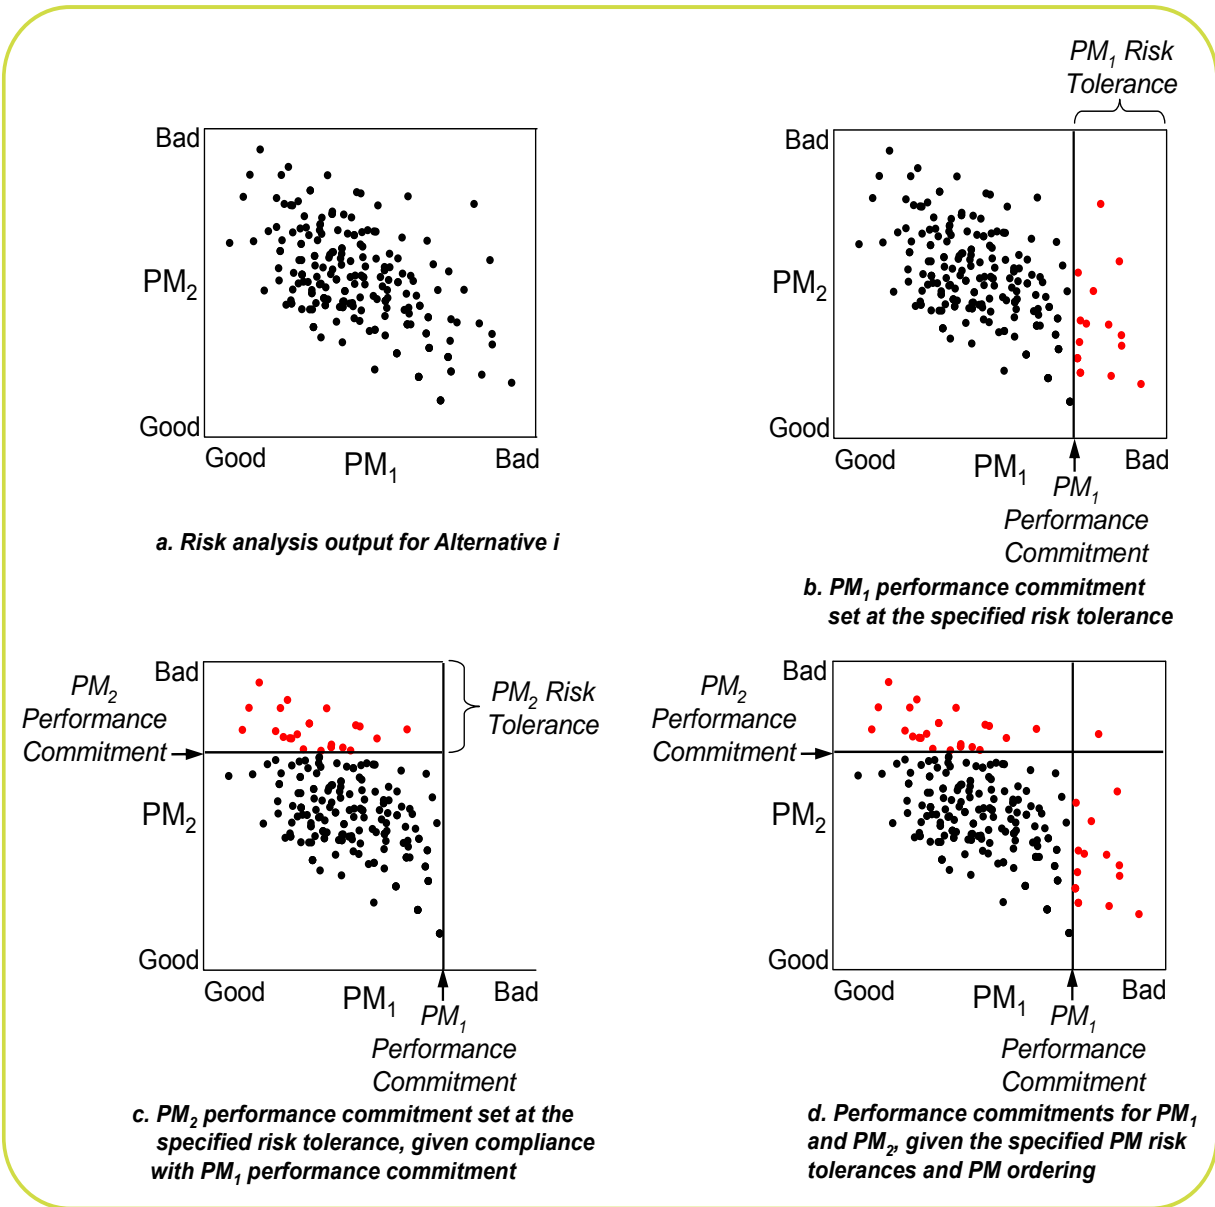 Bad
PM₂
Good
Good
PM₁
Bad
a. Risk analysis output for Alternative i
PM₁ Risk
Tolerance
Bad
PM₂
Good
Good
PM₁
Bad
PM₁
Performance
Commitment
b. PM₁ performance commitment
set at the specified risk tolerance
PM₂
Performance
Commitment
Bad
PM₂ Risk
Tolerance
PM₂
Good
Good
PM₁
Bad
PM₁
Performance
Commitment
c. PM₂ performance commitment set at the
specified risk tolerance, given compliance
with PM₁ performance commitment
PM₂
Performance
Commitment
Bad
PM₂
Good
Good
PM₁
Bad
PM₁
Performance
Commitment
d. Performance commitments for PM₁
and PM₂, given the specified PM risk
tolerances and PM ordering